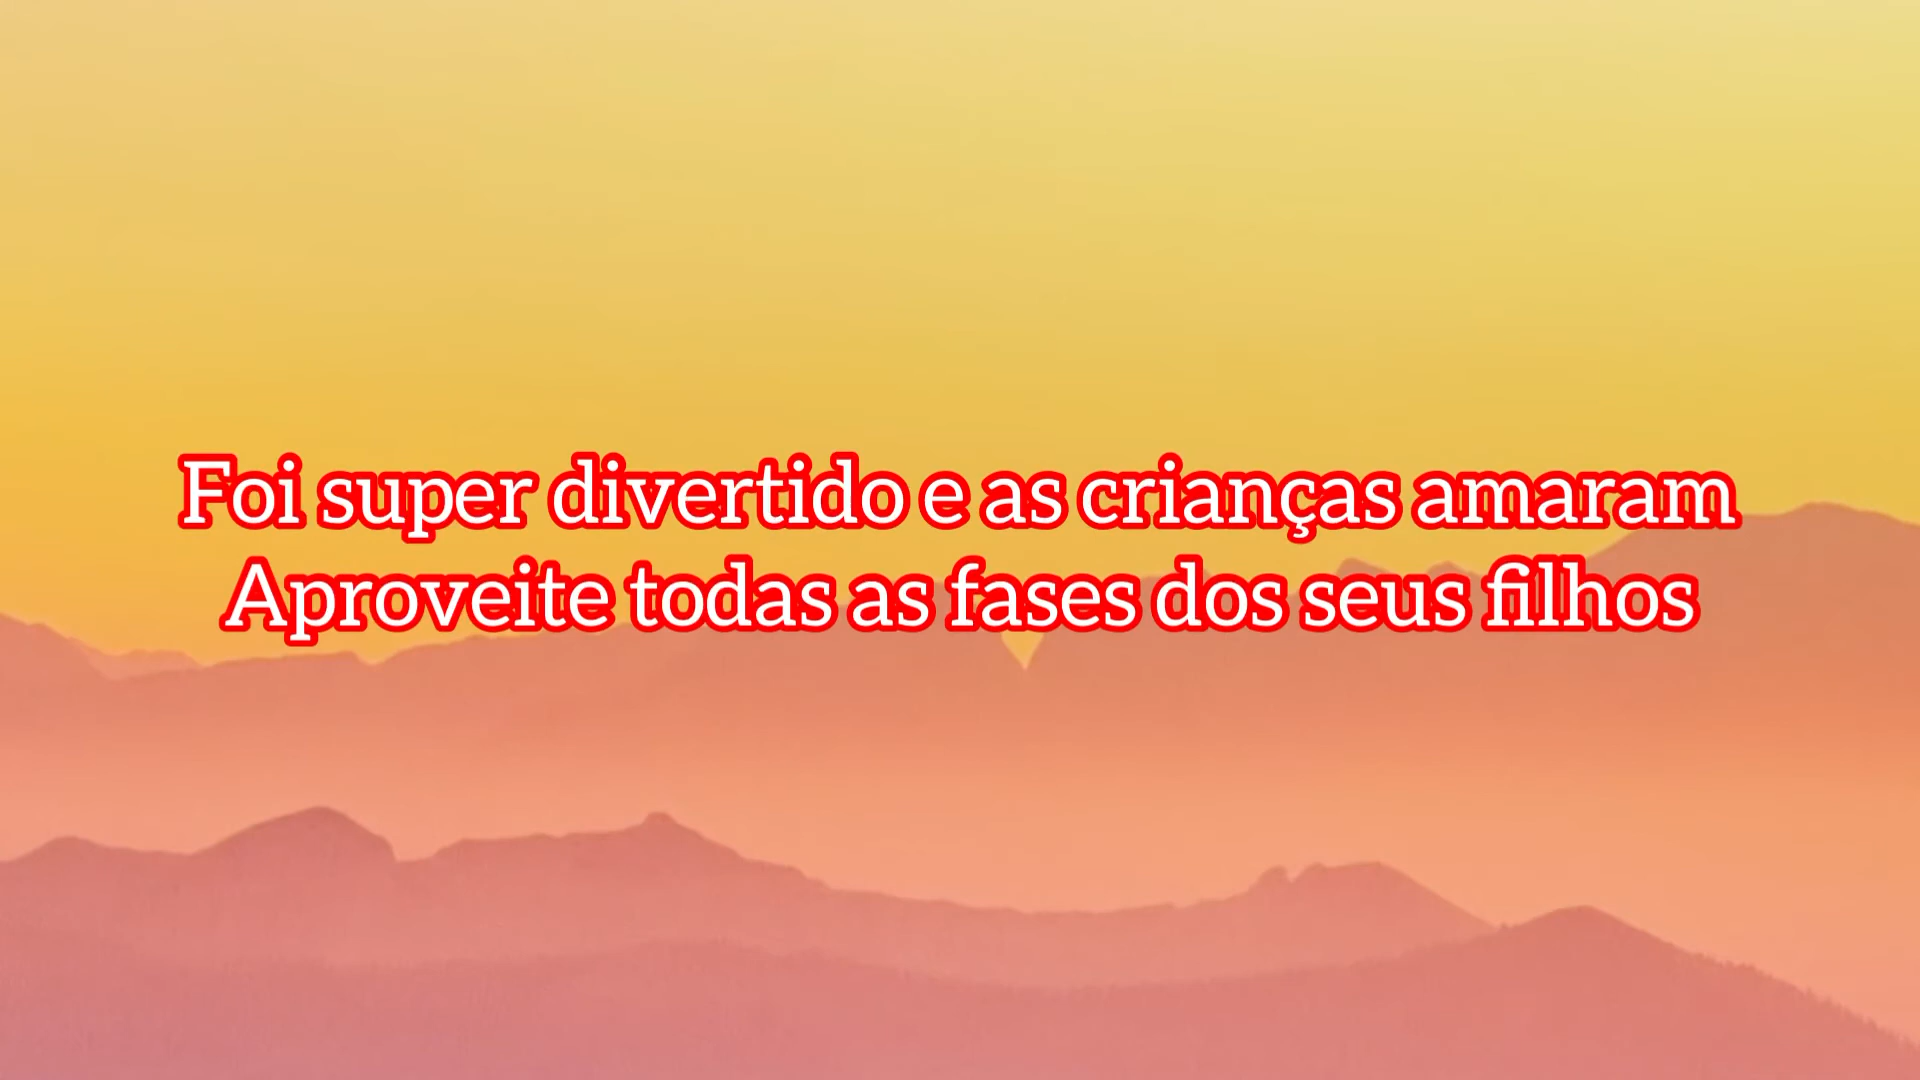 Foi super divertido e as crianças amaram
Aproveite todas as fases dos seus filhos